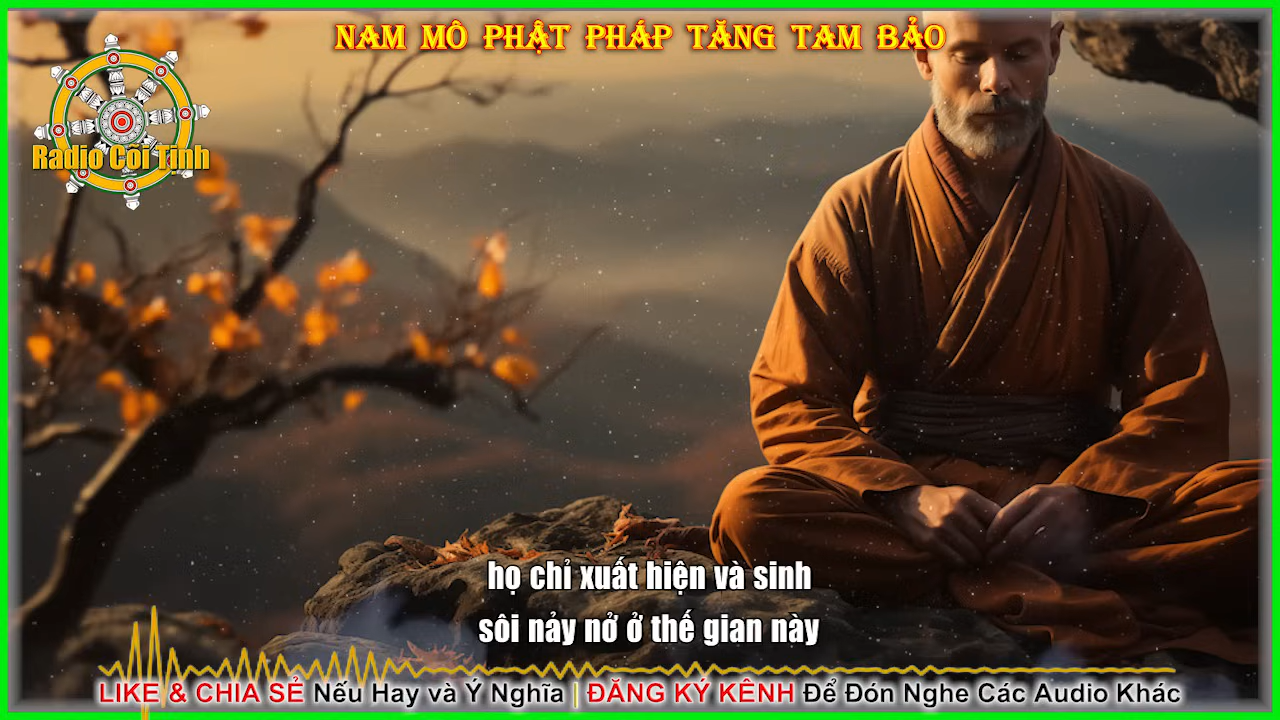 NAM MÔ PHẬT PHÁP TĂNG TAM BẢO
Radio Cõi Tịnh
họ chỉ xuất hiện và sinh
sôi nảy nở ở thế gian này
LIKE & CHIA SẺ Nếu Hay và Ý Nghĩa | ĐĂNG KÝ KÊNH Để Đón Nghe Các Audio Khác